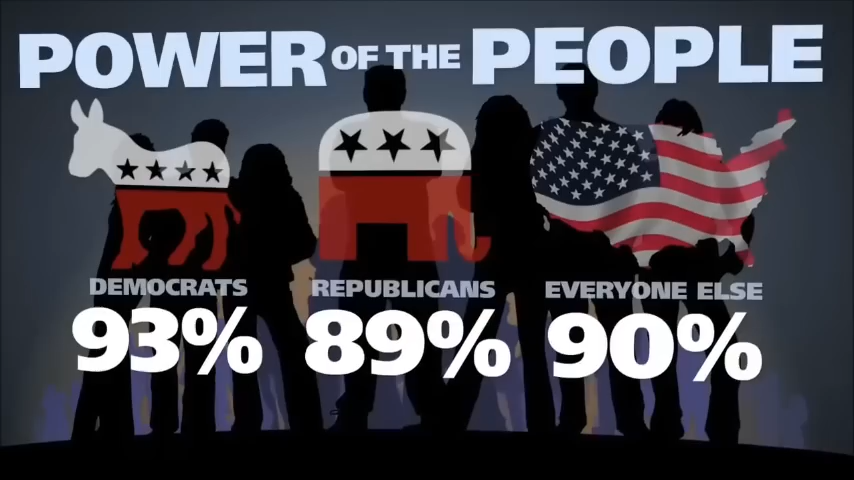 POWER OF THE PEOPLE
DEMOCRATS
93%
REPUBLICANS
89%
EVERYONE ELSE
90%